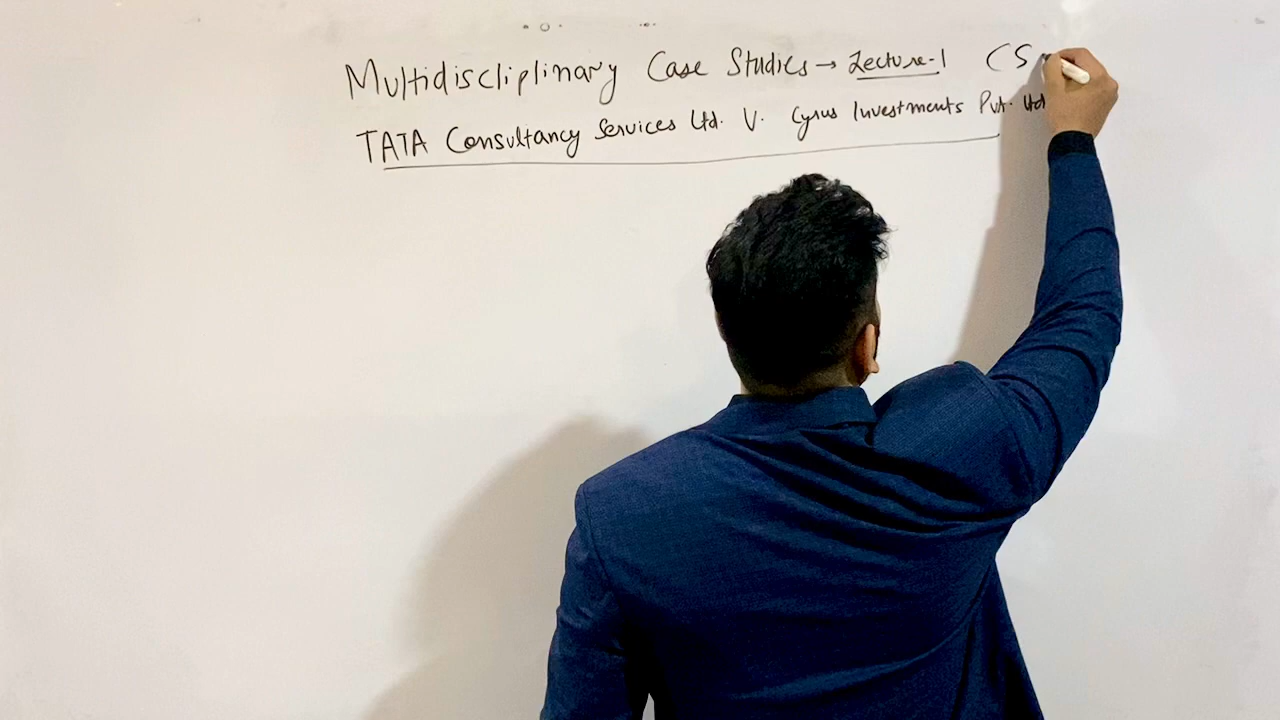 Multidiscliplinary Case Studies → Lecture-1 CS
TATA Consultancy Services Ltd. V. Cyrus Investments Pvt. Ltd